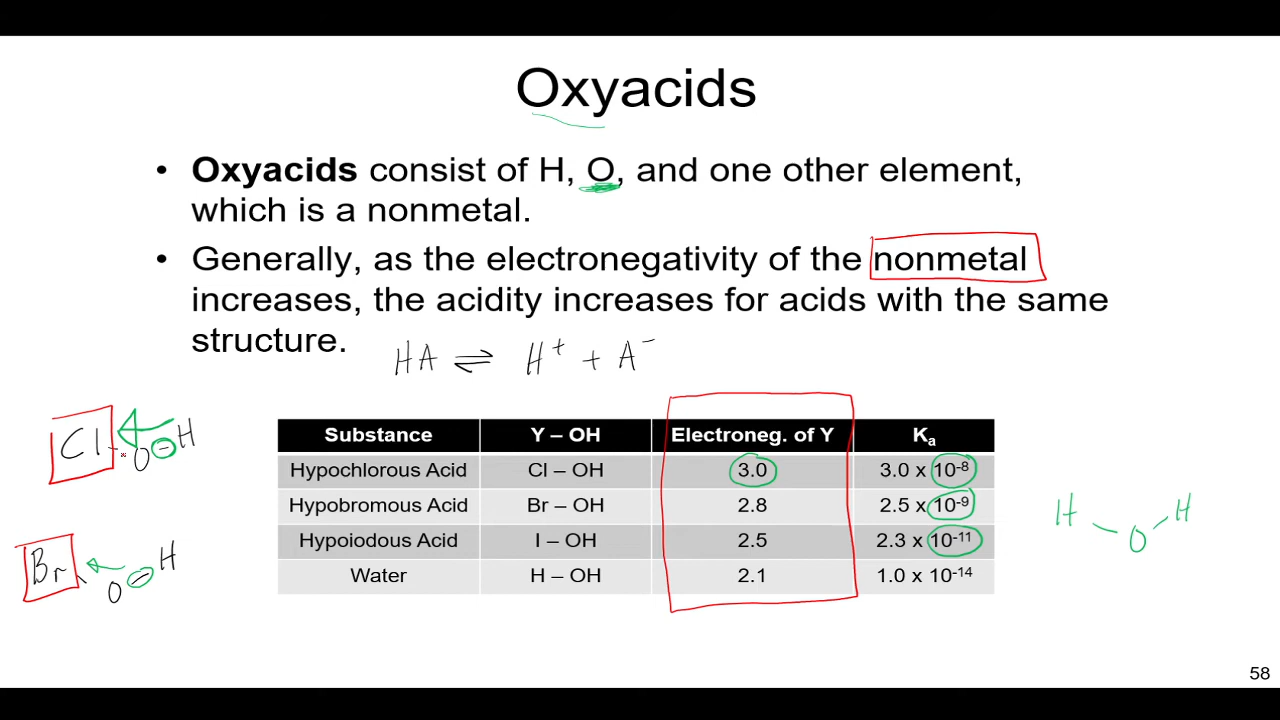 Oxyacids
• Oxyacids consist of H, O, and one other element,
which is a nonmetal.
• Generally, as the electronegativity of the nonmetal
increases, the acidity increases for acids with the same
structure.
HA ⇌ H⁺ + A⁻
Cl O H
Br O H
Substance Y – OH Electroneg. of Y Kₐ
Hypochlorous Acid Cl – OH 3.0 3.0 x 10⁻⁸
Hypobromous Acid Br – OH 2.8 2.5 x 10⁻⁹
Hypoiodous Acid I – OH 2.5 2.3 x 10⁻¹¹
Water H – OH 2.1 1.0 x 10⁻¹⁴
H O H
58